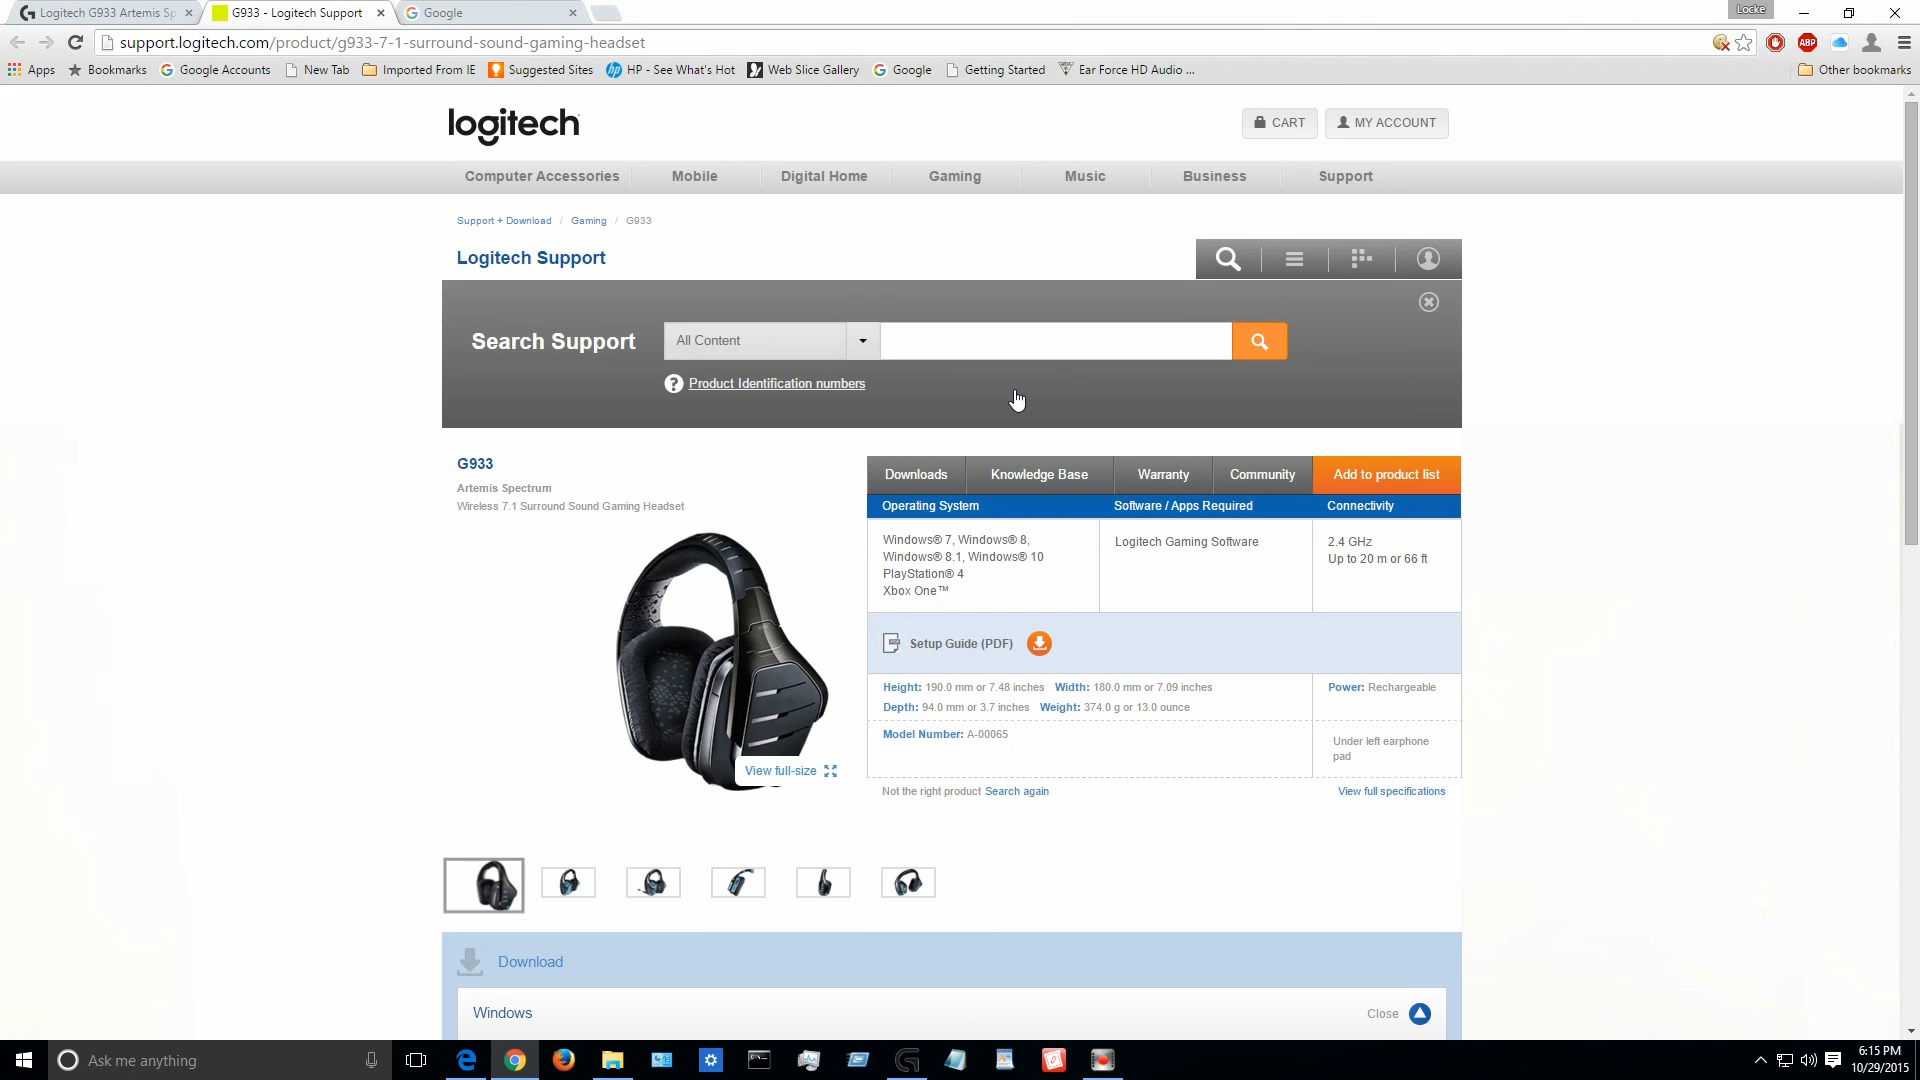 Logitech G933 Artemis Sp
G933 - Logitech Support
Google
Locke
support.logitech.com/product/g933-7-1-surround-sound-gaming-headset
ABP
Apps
Bookmarks
Google Accounts
New Tab
Imported From IE
Suggested Sites
HP - See What's Hot
Web Slice Gallery
Google
Getting Started
Ear Force HD Audio ...
Other bookmarks
logitech
CART
MY ACCOUNT
Computer Accessories
Mobile
Digital Home
Gaming
Music
Business
Support
Support + Download / Gaming / G933
Logitech Support
Search Support
All Content
Product Identification numbers
G933
Artemis Spectrum
Wireless 7.1 Surround Sound Gaming Headset
View full-size
Downloads
Knowledge Base
Warranty
Community
Add to product list
Operating System
Software / Apps Required
Connectivity
Windows® 7, Windows® 8,
Windows® 8.1, Windows® 10
PlayStation® 4
Xbox One™
Logitech Gaming Software
2.4 GHz
Up to 20 m or 66 ft
Setup Guide (PDF)
Height: 190.0 mm or 7.48 inches Width: 180.0 mm or 7.09 inches
Depth: 94.0 mm or 3.7 inches Weight: 374.0 g or 13.0 ounce
Power: Rechargeable
Model Number: A-00065
Under left earphone
pad
Not the right product Search again
View full specifications
Download
Windows
Close
Ask me anything
6:15 PM
10/29/2015